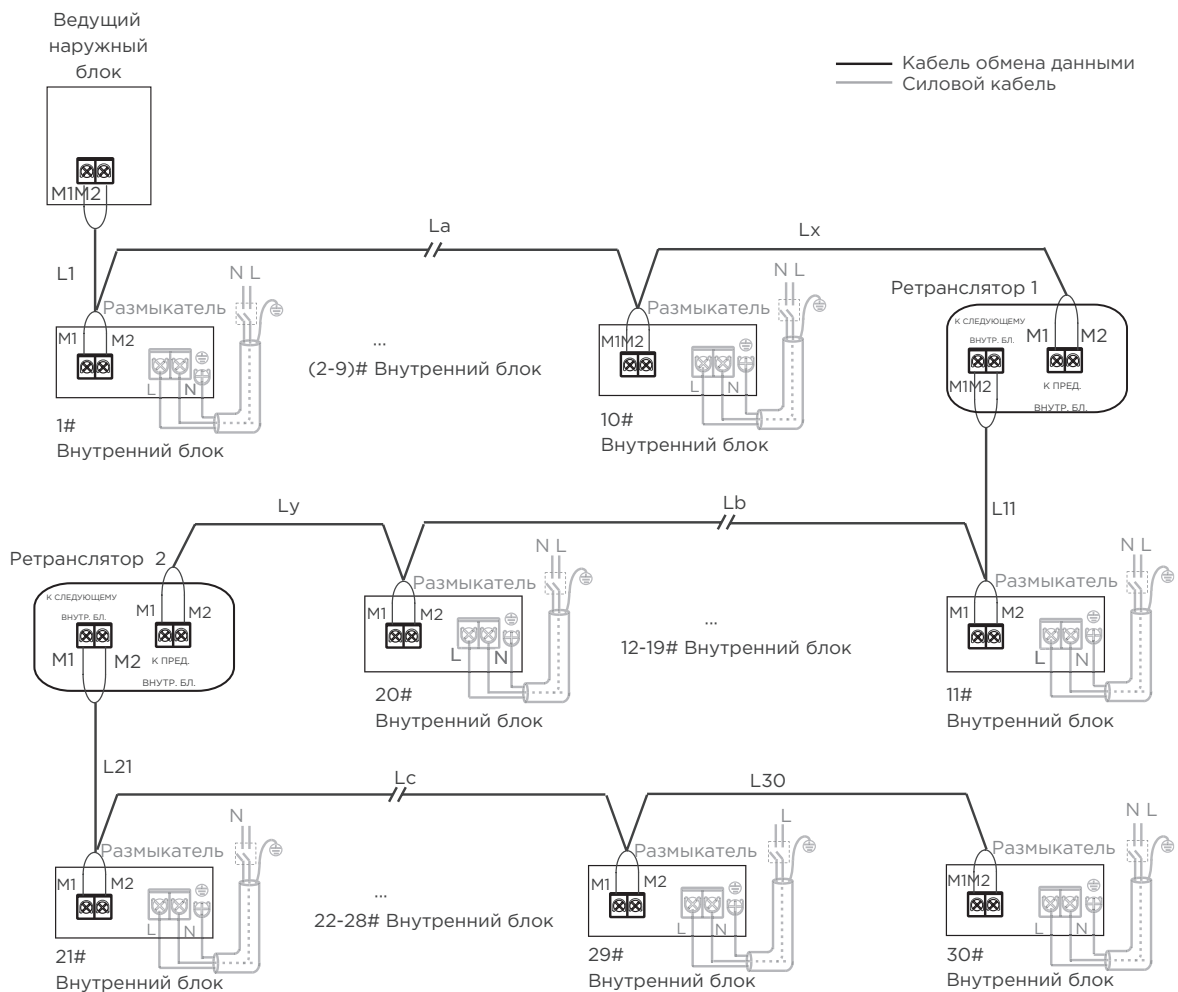 Ведущий
наружный
блок
Кабель обмена данными
Силовой кабель
M1M2
La
Lx
L1
N L
N L
Размыкатель
Размыкатель
Ретранслятор 1
M1
M2
L
N
...
(2-9)# Внутренний блок
M1M2
L
N
К СЛЕДУЮЩЕМУ
ВНУТР. БЛ.
M1M2
M1
M2
К ПРЕД.
ВНУТР. БЛ.
1#
Внутренний блок
10#
Внутренний блок
Ly
Lb
L11
Ретранслятор 2
N L
N L
Размыкатель
Размыкатель
К СЛЕДУЮЩЕМУ
ВНУТР. БЛ.
M1
M2
M1
M2
К ПРЕД.
ВНУТР. БЛ.
M1
M2
L
N
...
12-19# Внутренний блок
M1
M2
L
N
20#
Внутренний блок
11#
Внутренний блок
L21
Lc
L30
N
L
N L
Размыкатель
Размыкатель
Размыкатель
M1
M2
L
N
...
22-28# Внутренний блок
M1
M2
L
N
M1M2
L
N
21#
Внутренний блок
29#
Внутренний блок
30#
Внутренний блок